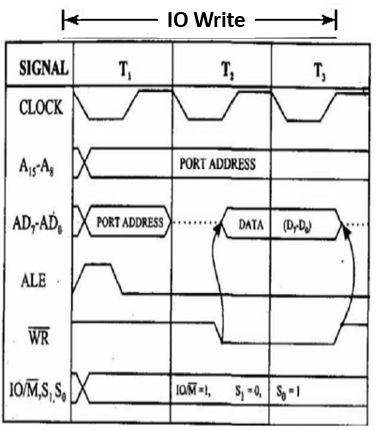 IO Write
SIGNAL T₁ T₂ T₃
CLOCK
A₁₅-A₈ PORT ADDRESS
AD₇-AD₀ PORT ADDRESS DATA (D₇-D₀)
ALE
W̅R̅
IO/M̅,S₁,S₀ IO/M̅=1, S₁=0, S₀=1